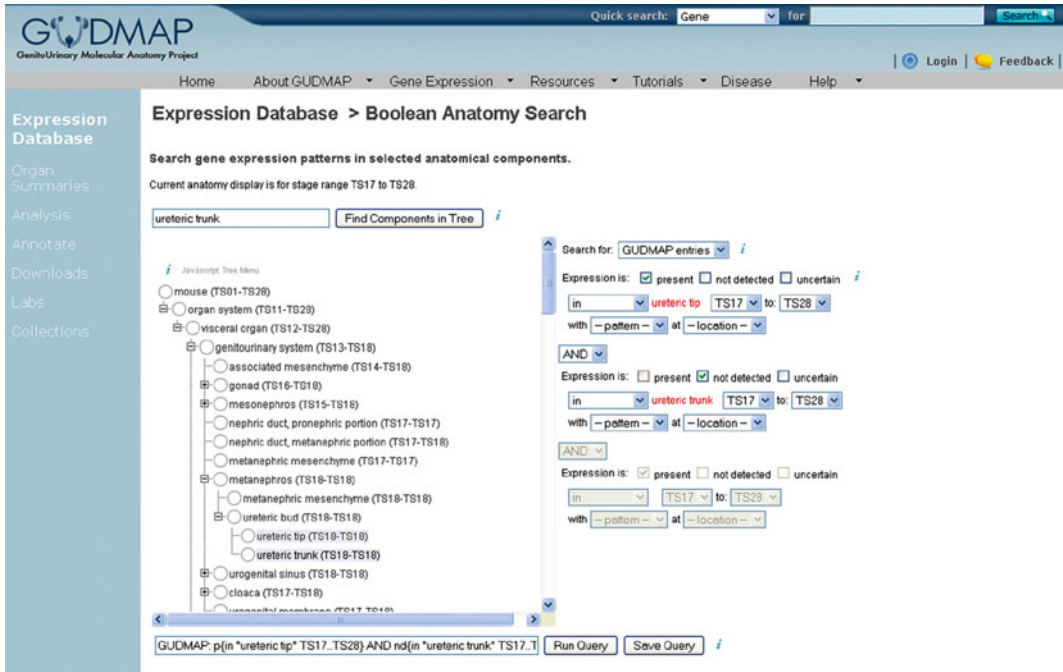 Quick search: Gene for Search
GUDMAP
GenitoUrinary Molecular Anatomy Project
Login | Feedback |
Home About GUDMAP Gene Expression Resources Tutorials Disease Help
Expression Database
Organ Summaries
Analysis
Annotate
Downloads
Labs
Collections
Expression Database > Boolean Anatomy Search
Search gene expression patterns in selected anatomical components.
Current anatomy display is for stage range TS17 to TS28.
ureteric trunk Find Components in Tree i
i Javascript Tree Menu
mouse (TS01-TS28)
organ system (TS11-TS28)
visceral organ (TS12-TS28)
genitourinary system (TS13-TS18)
associated mesenchyme (TS14-TS18)
gonad (TS16-TS18)
mesonephros (TS15-TS18)
nephric duct, pronephric portion (TS17-TS17)
nephric duct, metanephric portion (TS17-TS18)
metanephric mesenchyme (TS17-TS17)
metanephros (TS18-TS18)
metanephric mesenchyme (TS18-TS18)
ureteric bud (TS18-TS18)
ureteric tip (TS18-TS18)
ureteric trunk (TS18-TS18)
urogenital sinus (TS18-TS18)
cloaca (TS17-TS18)
urogenital membrane (TS17-TS18)
Search for: GUDMAP entries i
Expression is: present not detected uncertain i
in ureteric tip TS17 to: TS28
with -- pattern -- at -- location --
AND
Expression is: present not detected uncertain
in ureteric trunk TS17 to: TS28
with -- pattern -- at -- location --
AND
Expression is: present not detected uncertain
in TS17 to: TS28
with -- pattern -- at -- location --
GUDMAP: p{in "ureteric tip" TS17..TS28} AND nd{in "ureteric trunk" TS17..T Run Query Save Query i